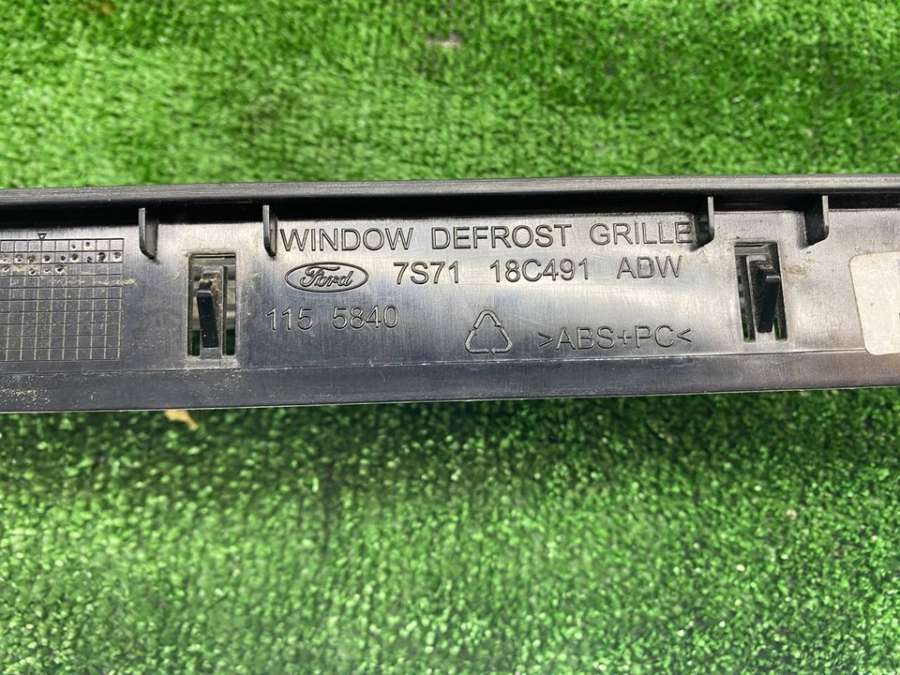 WINDOW DEFROST GRILLE
Ford 7S71 18C491 ADW
115 5840
>ABS+PC<